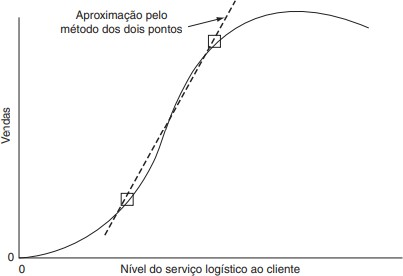 Aproximação pelo
método dos dois pontos
Vendas
0
0
Nível do serviço logístico ao cliente